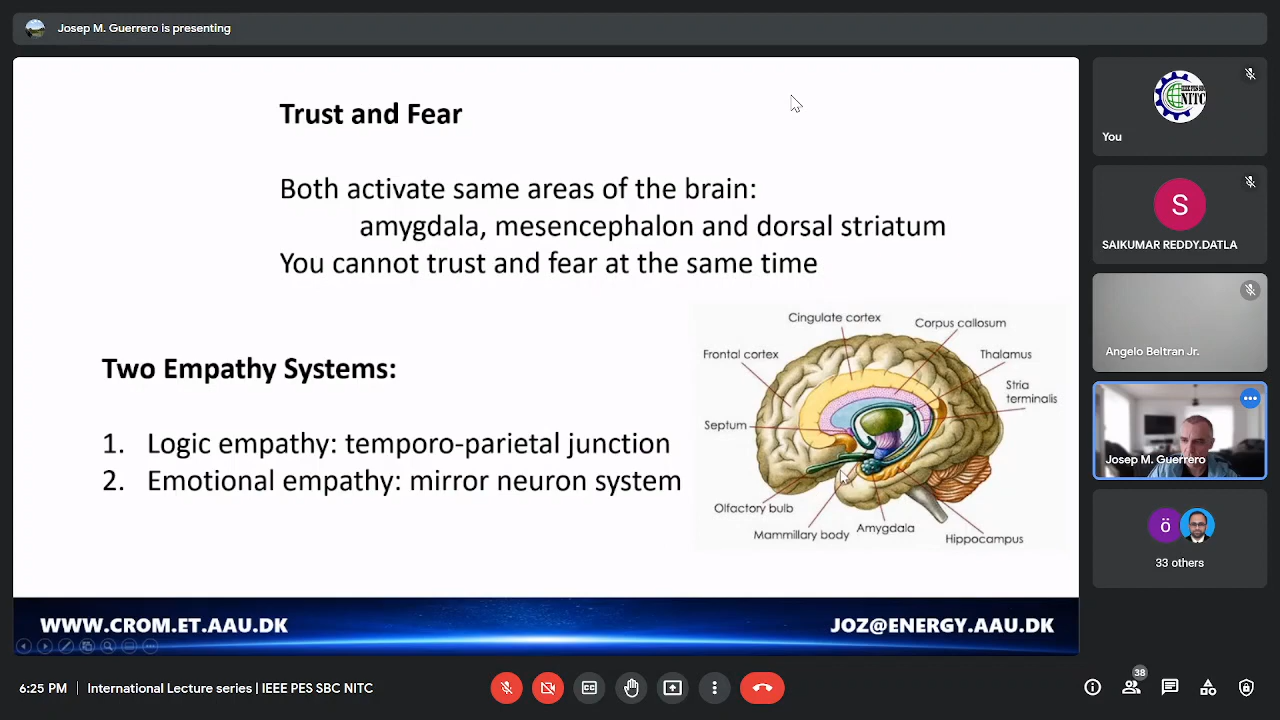 Josep M. Guerrero is presenting
Trust and Fear
Both activate same areas of the brain:
amygdala, mesencephalon and dorsal striatum
You cannot trust and fear at the same time
Two Empathy Systems:
1. Logic empathy: temporo-parietal junction
2. Emotional empathy: mirror neuron system
Cingulate cortex
Corpus callosum
Frontal cortex
Thalamus
Stria
terminalis
Septum
Olfactory bulb
Mammillary body
Amygdala
Hippocampus
WWW.CROM.ET.AAU.DK
JOZ@ENERGY.AAU.DK
NITC
You
S
SAIKUMAR REDDY.DATLA
Angelo Beltran Jr.
Josep M. Guerrero
ö
33 others
6:25 PM | International Lecture series | IEEE PES SBC NITC
CC
38